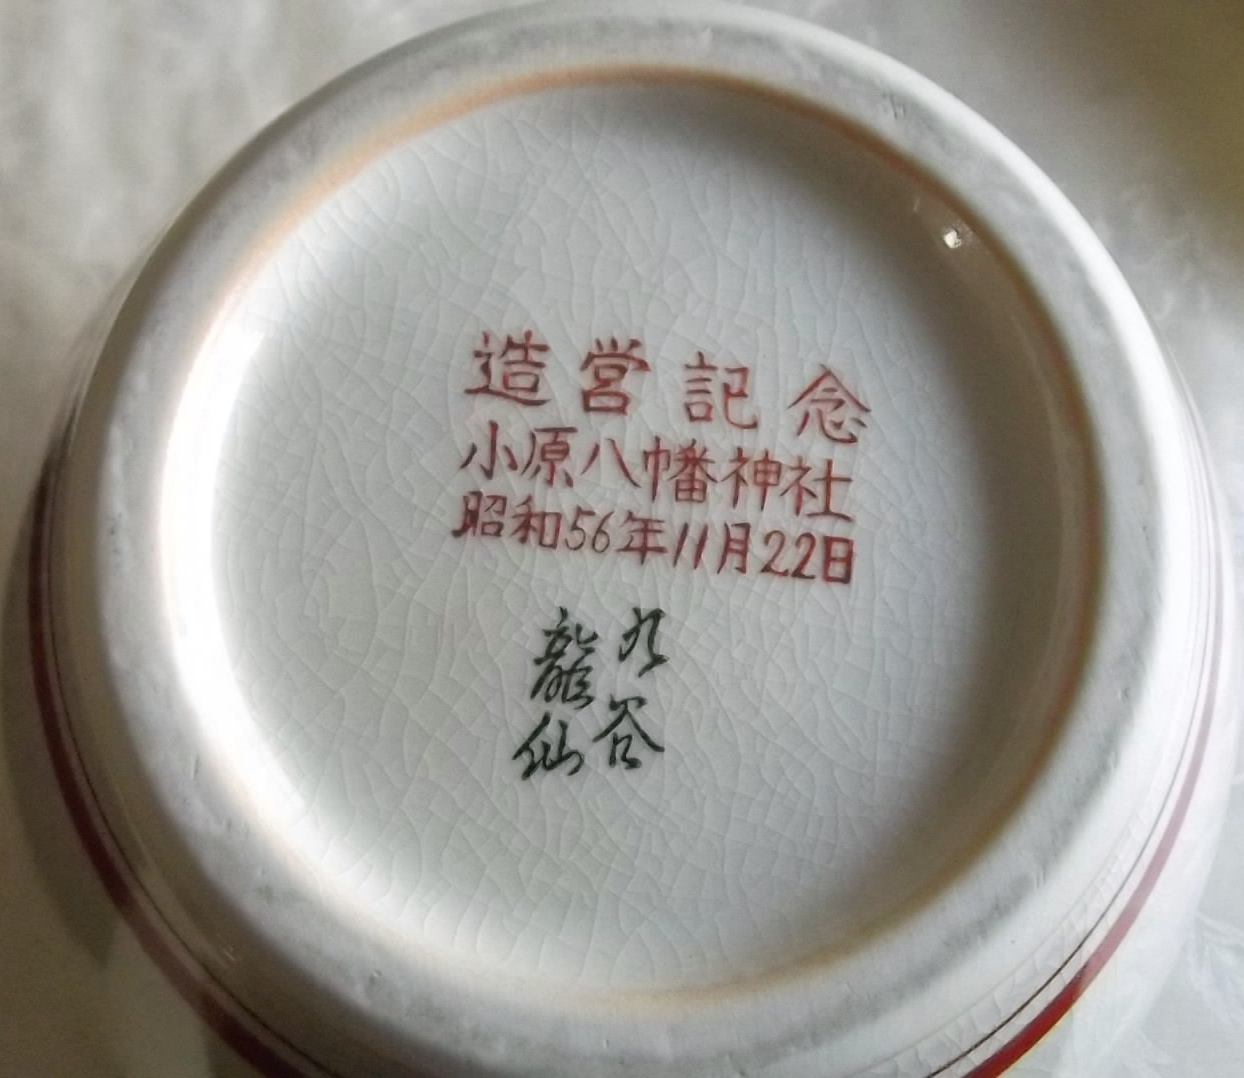 造営記念
小原八幡神社
昭和56年11月22日
九谷
龍仙